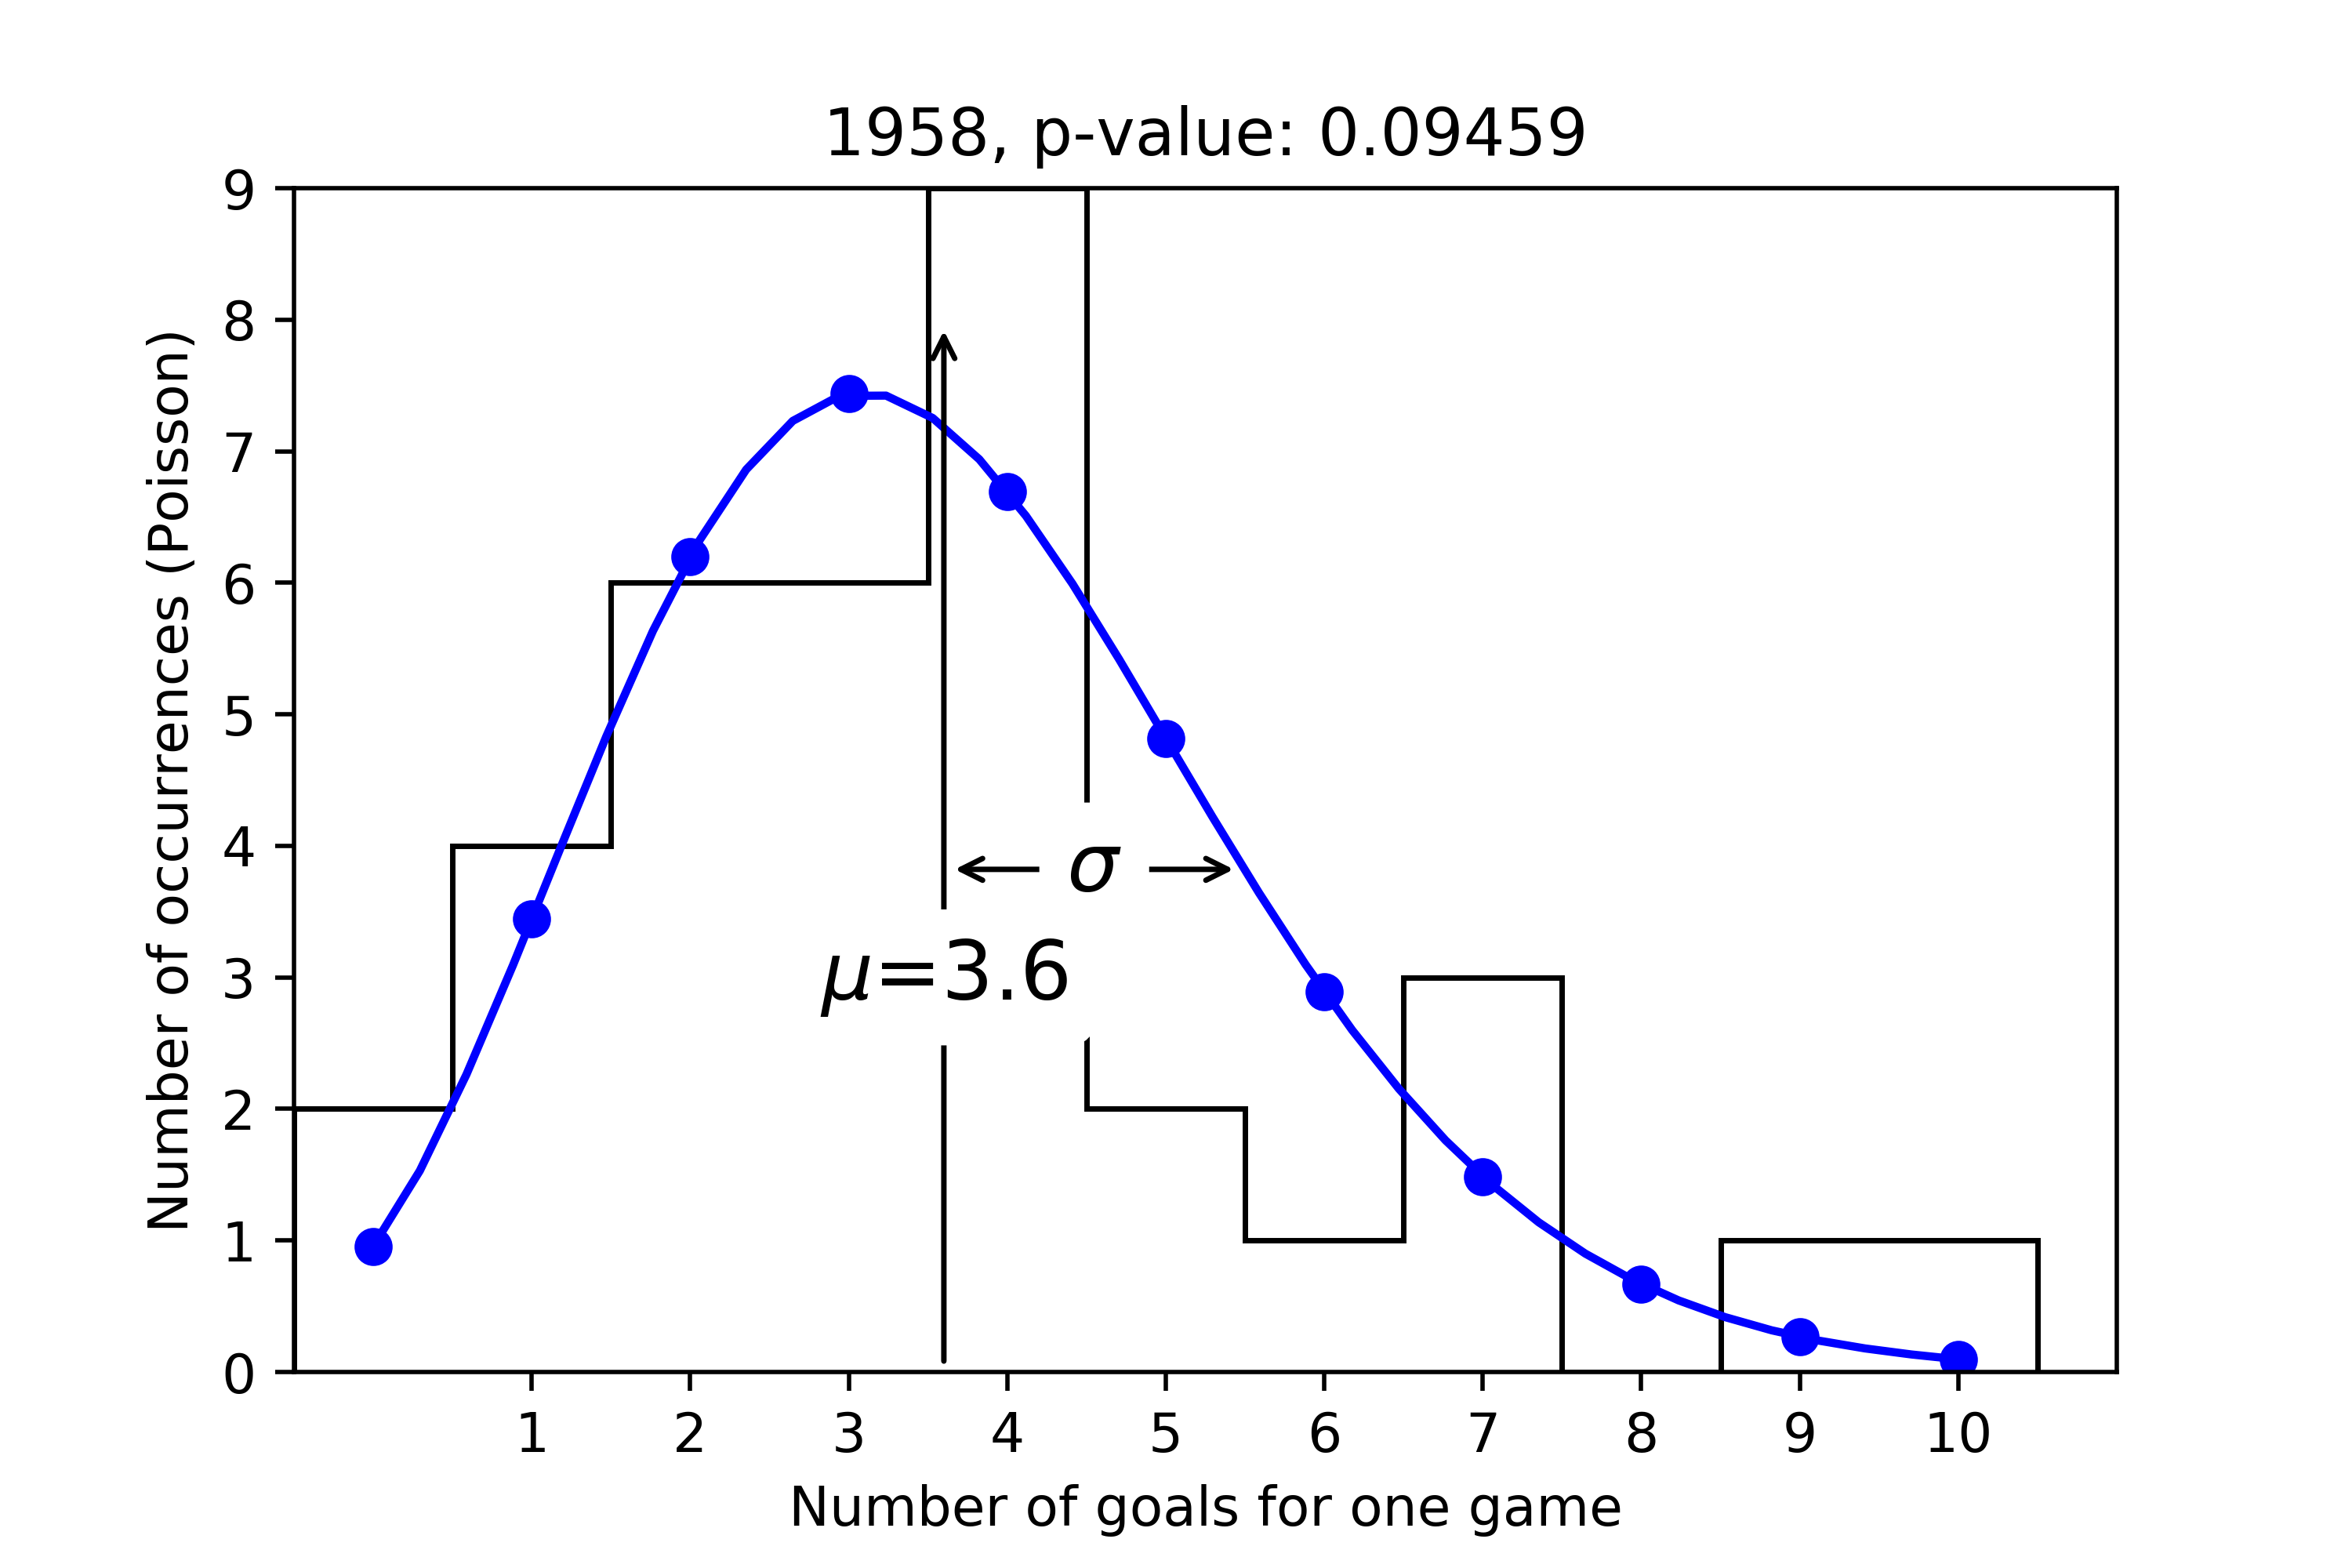 1958, p-value: 0.09459
Number of occurrences (Poisson)
9
8
7
6
5
4
3
2
1
0
σ
μ=3.6
1 2 3 4 5 6 7 8 9 10
Number of goals for one game